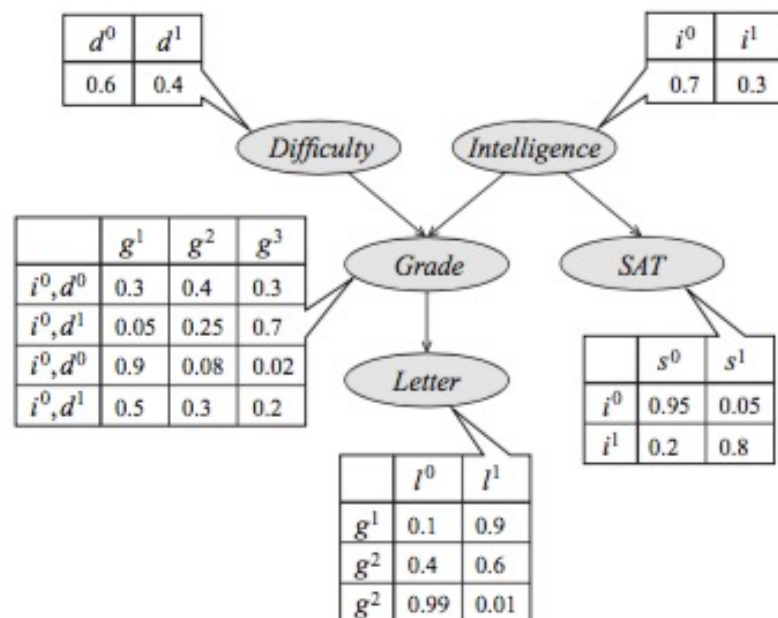 d⁰ d¹
0.6 0.4
i⁰ i¹
0.7 0.3
Difficulty
Intelligence
g¹ g² g³
i⁰,d⁰ 0.3 0.4 0.3
i⁰,d¹ 0.05 0.25 0.7
i⁰,d⁰ 0.9 0.08 0.02
i⁰,d¹ 0.5 0.3 0.2
Grade
SAT
s⁰ s¹
i⁰ 0.95 0.05
i¹ 0.2 0.8
Letter
l⁰ l¹
g¹ 0.1 0.9
g² 0.4 0.6
g² 0.99 0.01